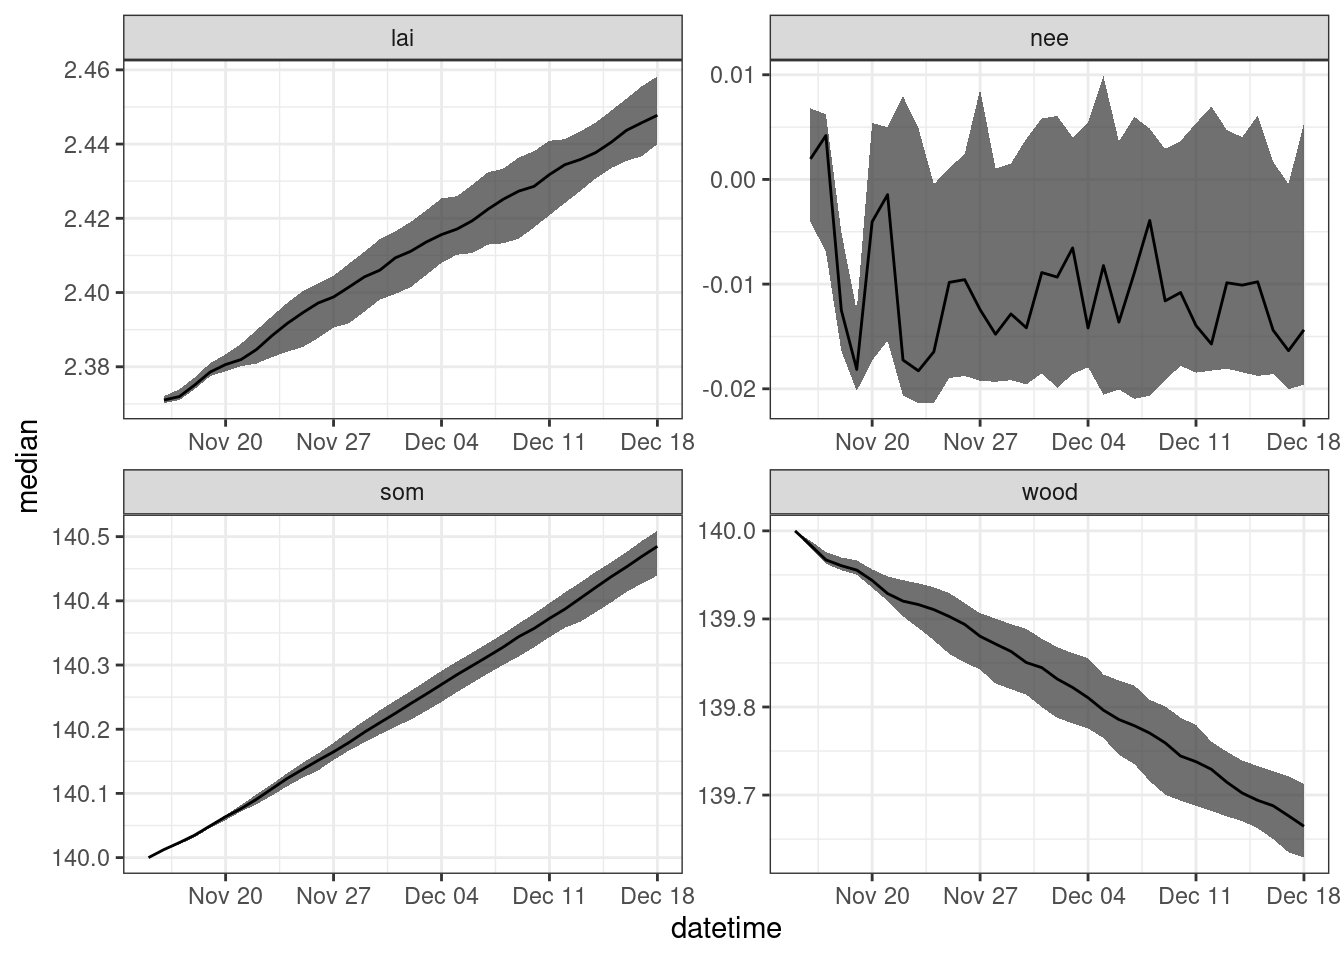 lai
nee
2.46
2.44
2.42
2.40
2.38
0.01
0.00
-0.01
-0.02
Nov 20 Nov 27 Dec 04 Dec 11 Dec 18
Nov 20 Nov 27 Dec 04 Dec 11 Dec 18
median
som
wood
140.5
140.4
140.3
140.2
140.1
140.0
140.0
139.9
139.8
139.7
Nov 20 Nov 27 Dec 04 Dec 11 Dec 18
Nov 20 Nov 27 Dec 04 Dec 11 Dec 18
datetime